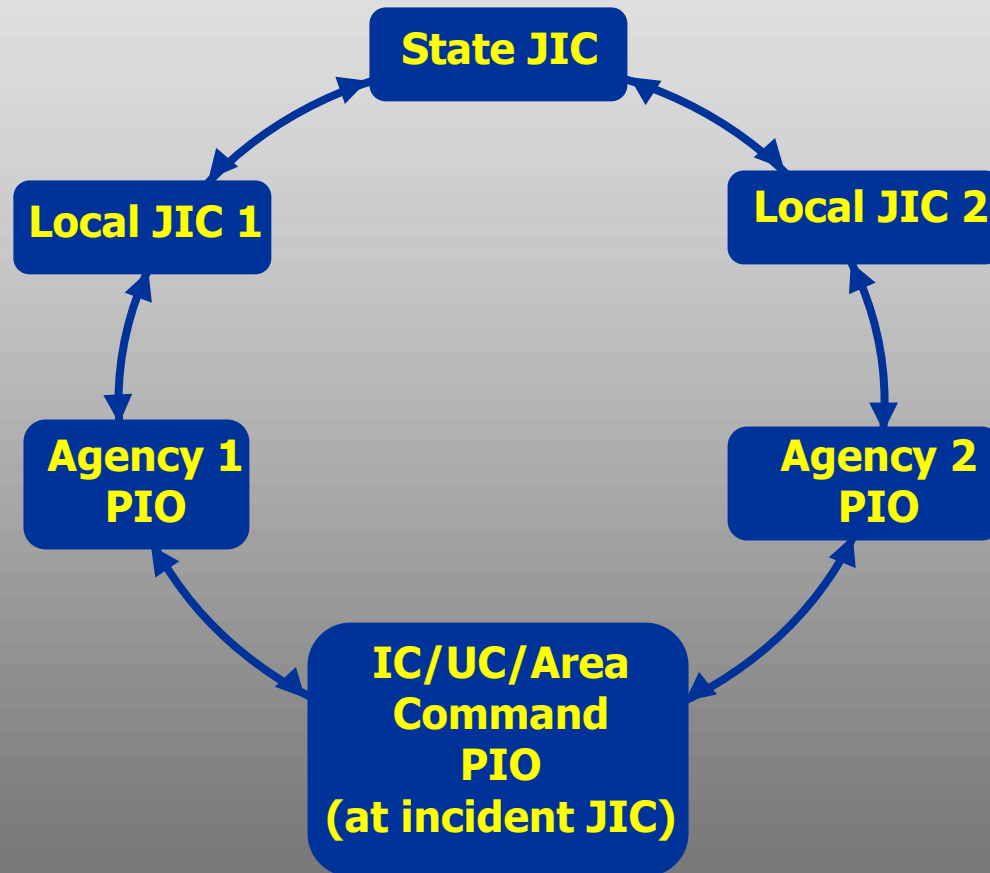 State JIC
Local JIC 1
Local JIC 2
Agency 1
PIO
Agency 2
PIO
IC/UC/Area
Command
PIO
(at incident JIC)